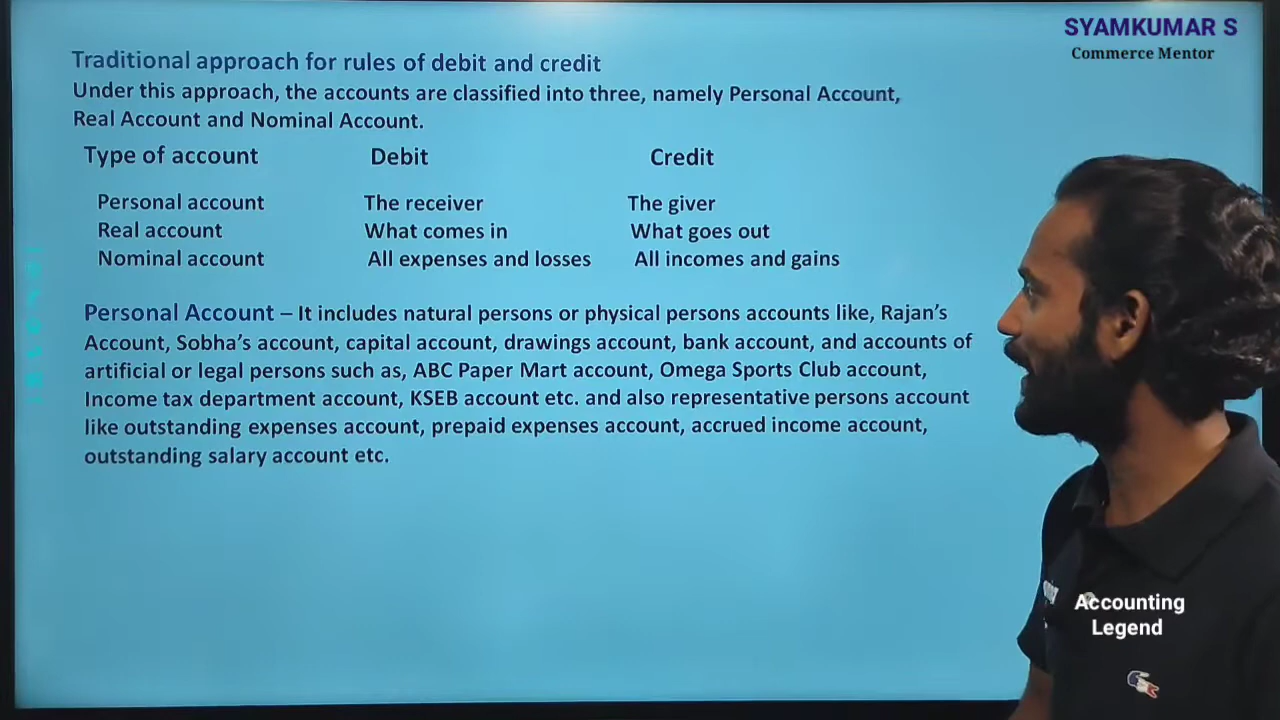 SYAMKUMAR S
Commerce Mentor
Traditional approach for rules of debit and credit
Under this approach, the accounts are classified into three, namely Personal Account,
Real Account and Nominal Account.
Type of account Debit Credit
Personal account The receiver The giver
Real account What comes in What goes out
Nominal account All expenses and losses All incomes and gains
Personal Account – It includes natural persons or physical persons accounts like, Rajan’s
Account, Sobha’s account, capital account, drawings account, bank account, and accounts of
artificial or legal persons such as, ABC Paper Mart account, Omega Sports Club account,
Income tax department account, KSEB account etc. and also representative persons account
like outstanding expenses account, prepaid expenses account, accrued income account,
outstanding salary account etc.
Accounting
Legend